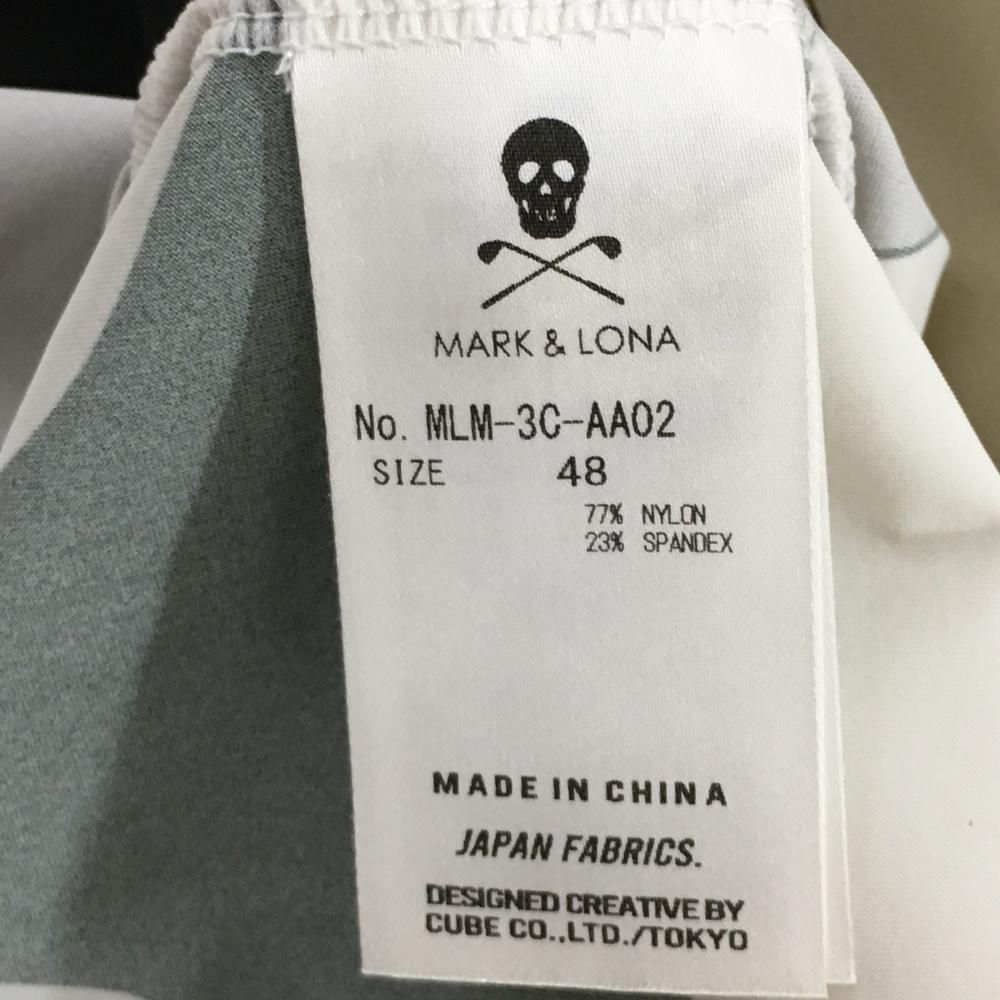 MARK & LONA
No. MLM-3C-AA02
SIZE 48
77% NYLON
23% SPANDEX
MADE IN CHINA
JAPAN FABRICS.
DESIGNED CREATIVE BY
CUBE CO.,LTD./TOKYO